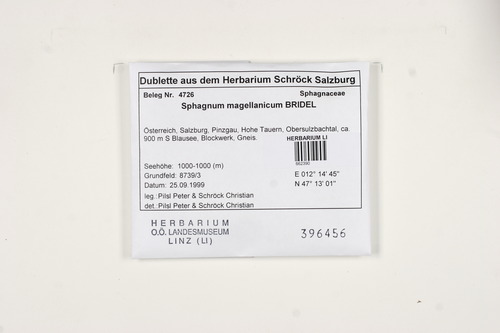 Dublette aus dem Herbarium Schröck Salzburg
Beleg Nr. 4726 Sphagnaceae
Sphagnum magellanicum BRIDEL
Österreich, Salzburg, Pinzgau, Hohe Tauern, Obersulzbachtal, ca.
900 m S Blausee, Blockwerk, Gneis.
HERBARIUM LI
Seehöhe: 1000-1000 (m)
Grundfeld: 8739/3 E 012° 14' 45"
Datum: 25.09.1999 N 47° 13' 01"
leg.: Pilsl Peter & Schröck Christian
det.: Pilsl Peter & Schröck Christian
HERBARIUM
O.Ö. LANDESMUSEUM
LINZ (LI)
396456